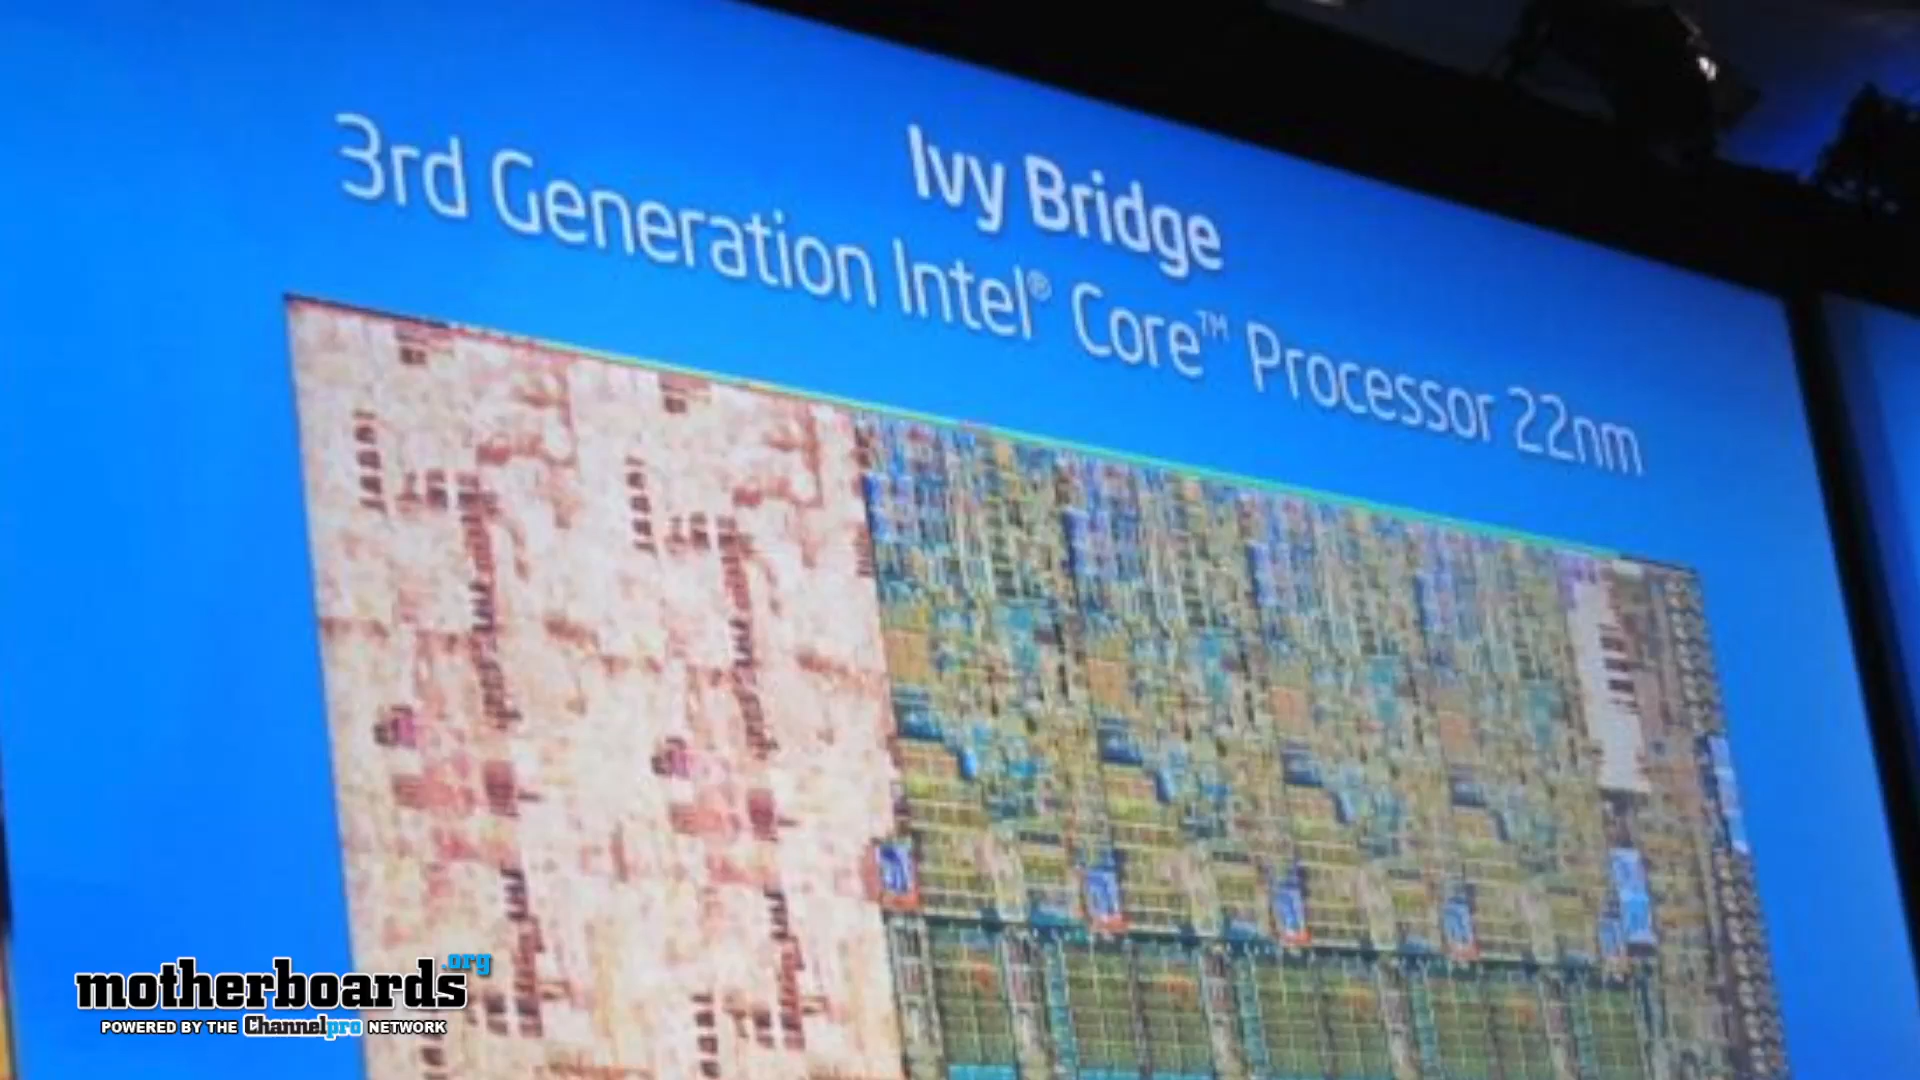 Ivy Bridge
3rd Generation Intel® Core™ Processor 22nm
motherboards.org
POWERED BY THE Channelpro NETWORK